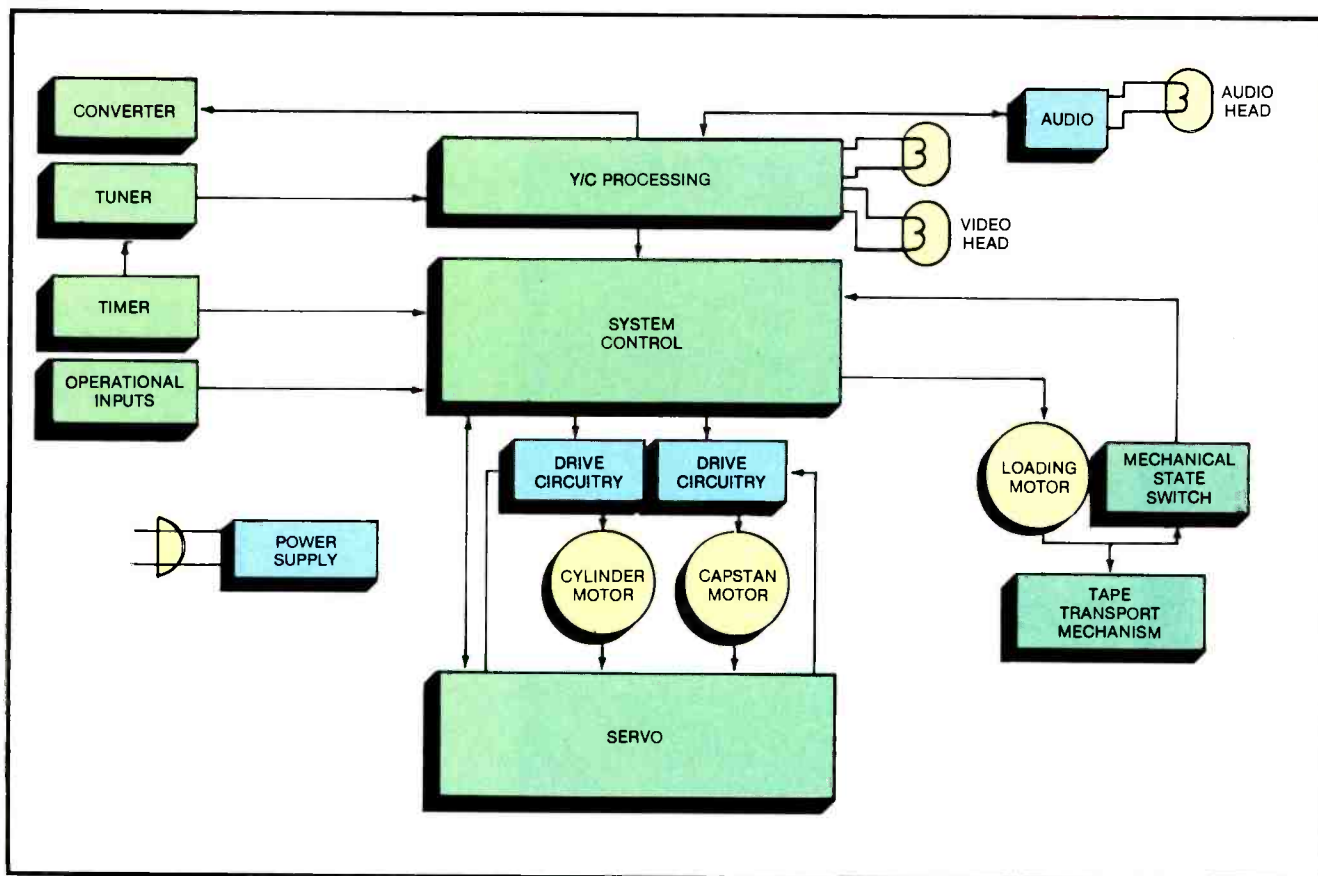 CONVERTER
AUDIO
HEAD
AUDIO
TUNER
Y/C PROCESSING
VIDEO
HEAD
TIMER
SYSTEM
CONTROL
OPERATIONAL
INPUTS
DRIVE
CIRCUITRY
DRIVE
CIRCUITRY
LOADING
MOTOR
MECHANICAL
STATE
SWITCH
POWER
SUPPLY
CYLINDER
MOTOR
CAPSTAN
MOTOR
TAPE
TRANSPORT
MECHANISM
SERVO